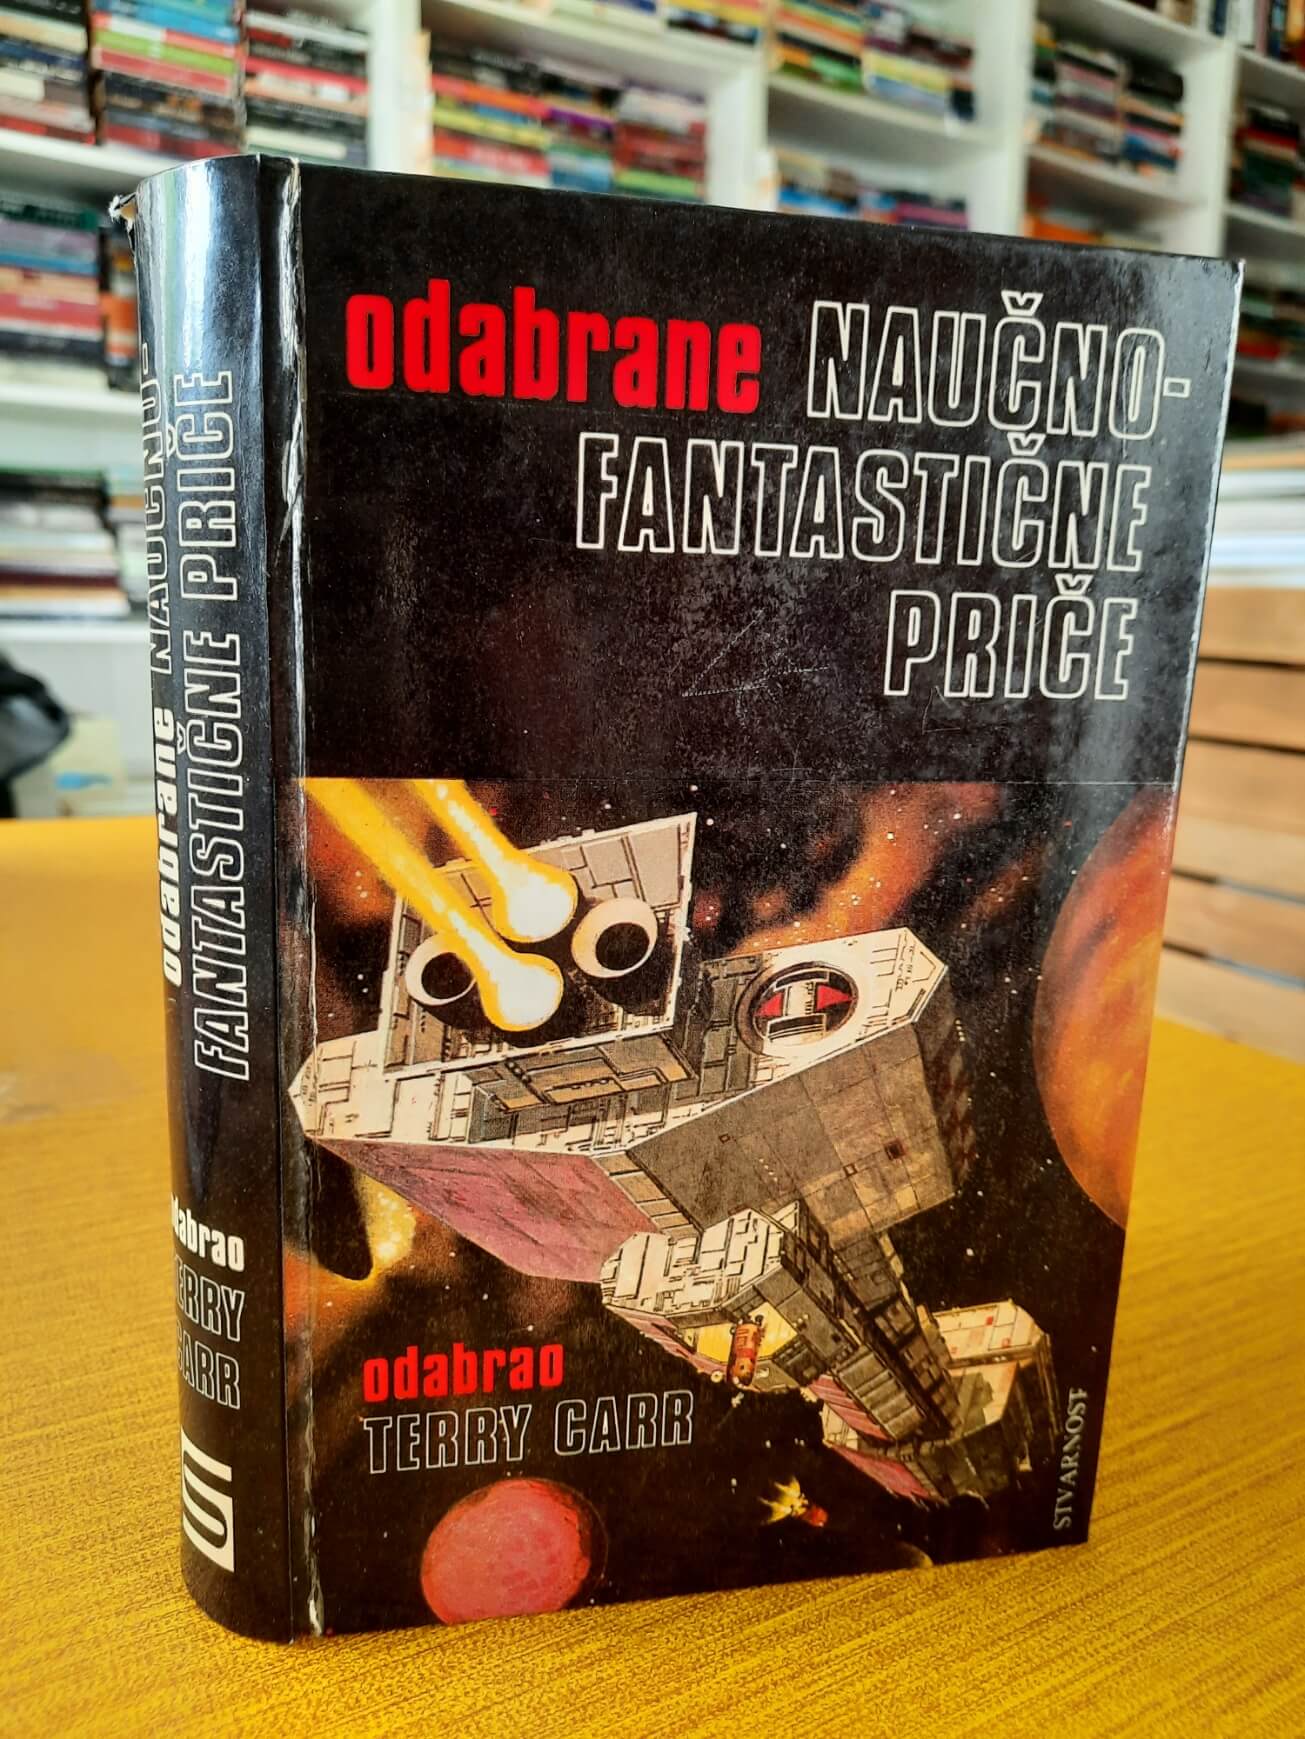 odabrane NAUČNO-
FANTASTIČNE
PRIČE
odabrao
TERRY CARR
STVARNOST
odabrane NAUČNO-
FANTASTIČNE PRIČE
odabrao
TERRY
CARR